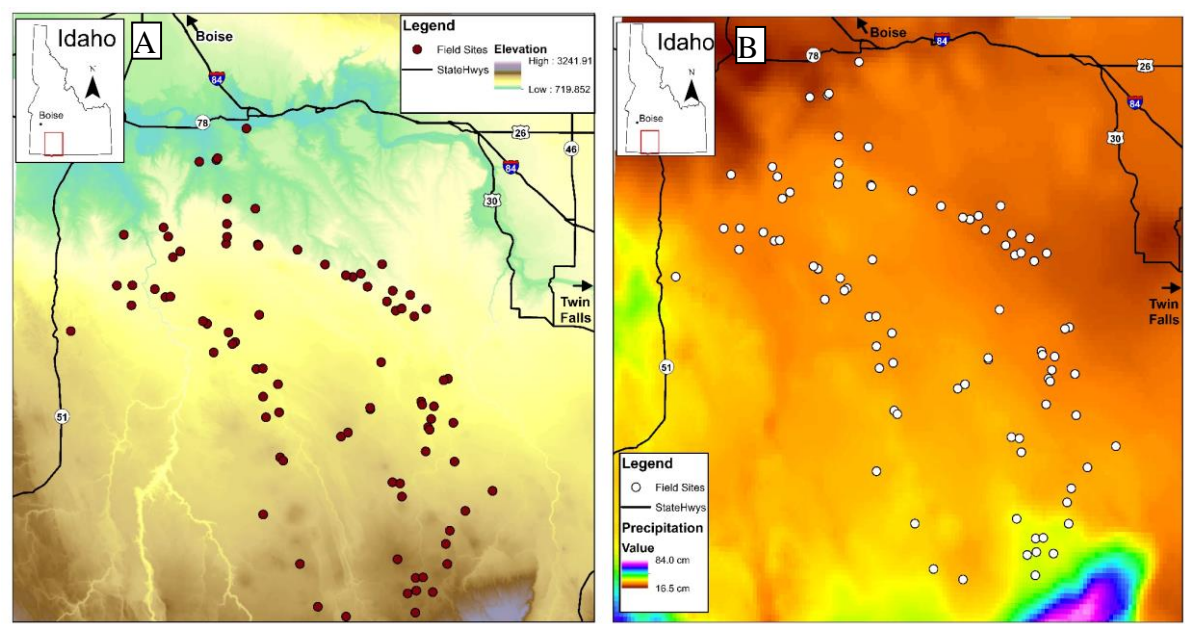 A
Idaho
N
Boise
Boise
84
78
26
46
84
30
51
Twin
Falls
Legend
Field Sites
StateHwys
Elevation
High : 3241.91
Low : 719.852
B
Idaho
N
Boise
Boise
84
78
26
84
30
51
Twin
Falls
Legend
Field Sites
StateHwys
Precipitation
Value
84.0 cm
16.5 cm